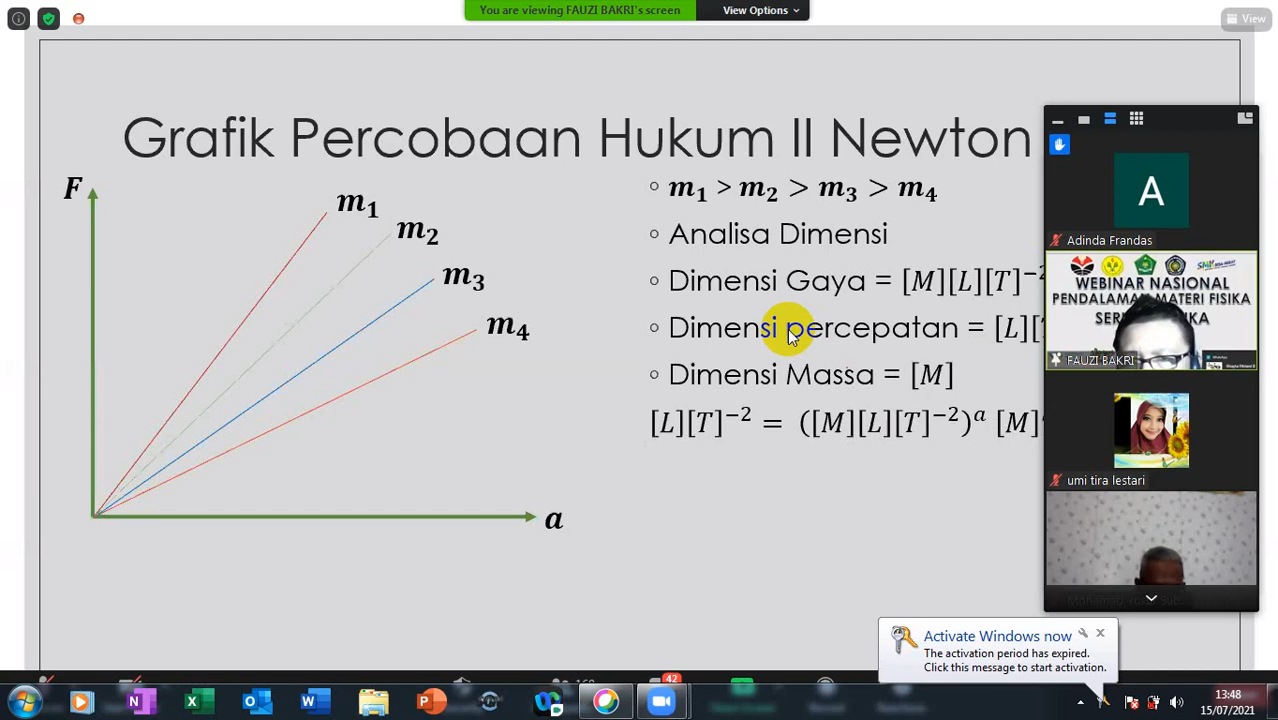 You are viewing FAUZI BAKRI's screen
View Options
View
Grafik Percobaan Hukum II Newton
F
m₁
m₂
m₃
m₄
a
m₁ > m₂ > m₃ > m₄
Analisa Dimensi
Dimensi Gaya = [M][L][T]⁻²
Dimensi percepatan = [L][
Dimensi Massa = [M]
[L][T]⁻² = ([M][L][T]⁻²)ᵃ [M]
A
Adinda Frandas
WEBINAR NASIONAL
PENDALAMAN MATERI FISIKA
FAUZI BAKRI
umi tira lestari
Activate Windows now
The activation period has expired.
Click this message to start activation.
42
13:48
15/07/2021